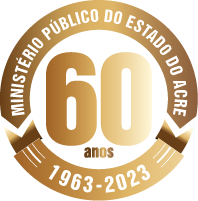 MINISTÉRIO PÚBLICO DO ESTADO DO ACRE
60
anos
1963-2023